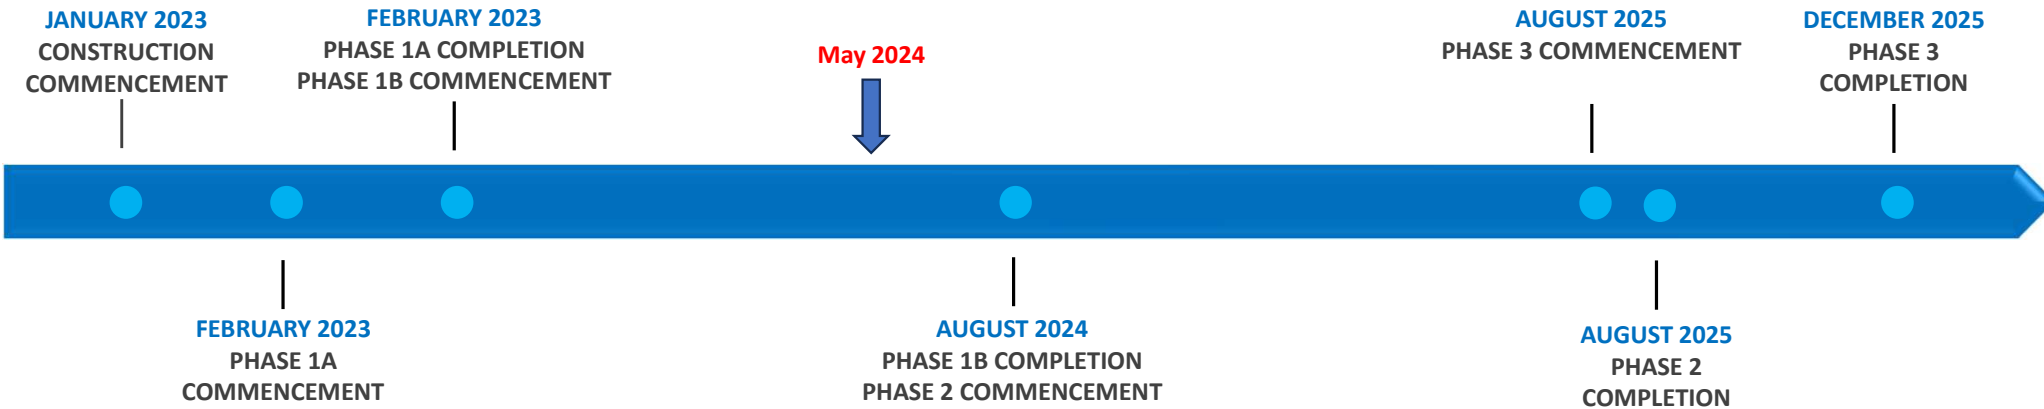 JANUARY 2023
CONSTRUCTION
COMMENCEMENT
FEBRUARY 2023
PHASE 1A COMPLETION
PHASE 1B COMMENCEMENT
May 2024
AUGUST 2025
PHASE 3 COMMENCEMENT
DECEMBER 2025
PHASE 3
COMPLETION
FEBRUARY 2023
PHASE 1A
COMMENCEMENT
AUGUST 2024
PHASE 1B COMPLETION
PHASE 2 COMMENCEMENT
AUGUST 2025
PHASE 2
COMPLETION